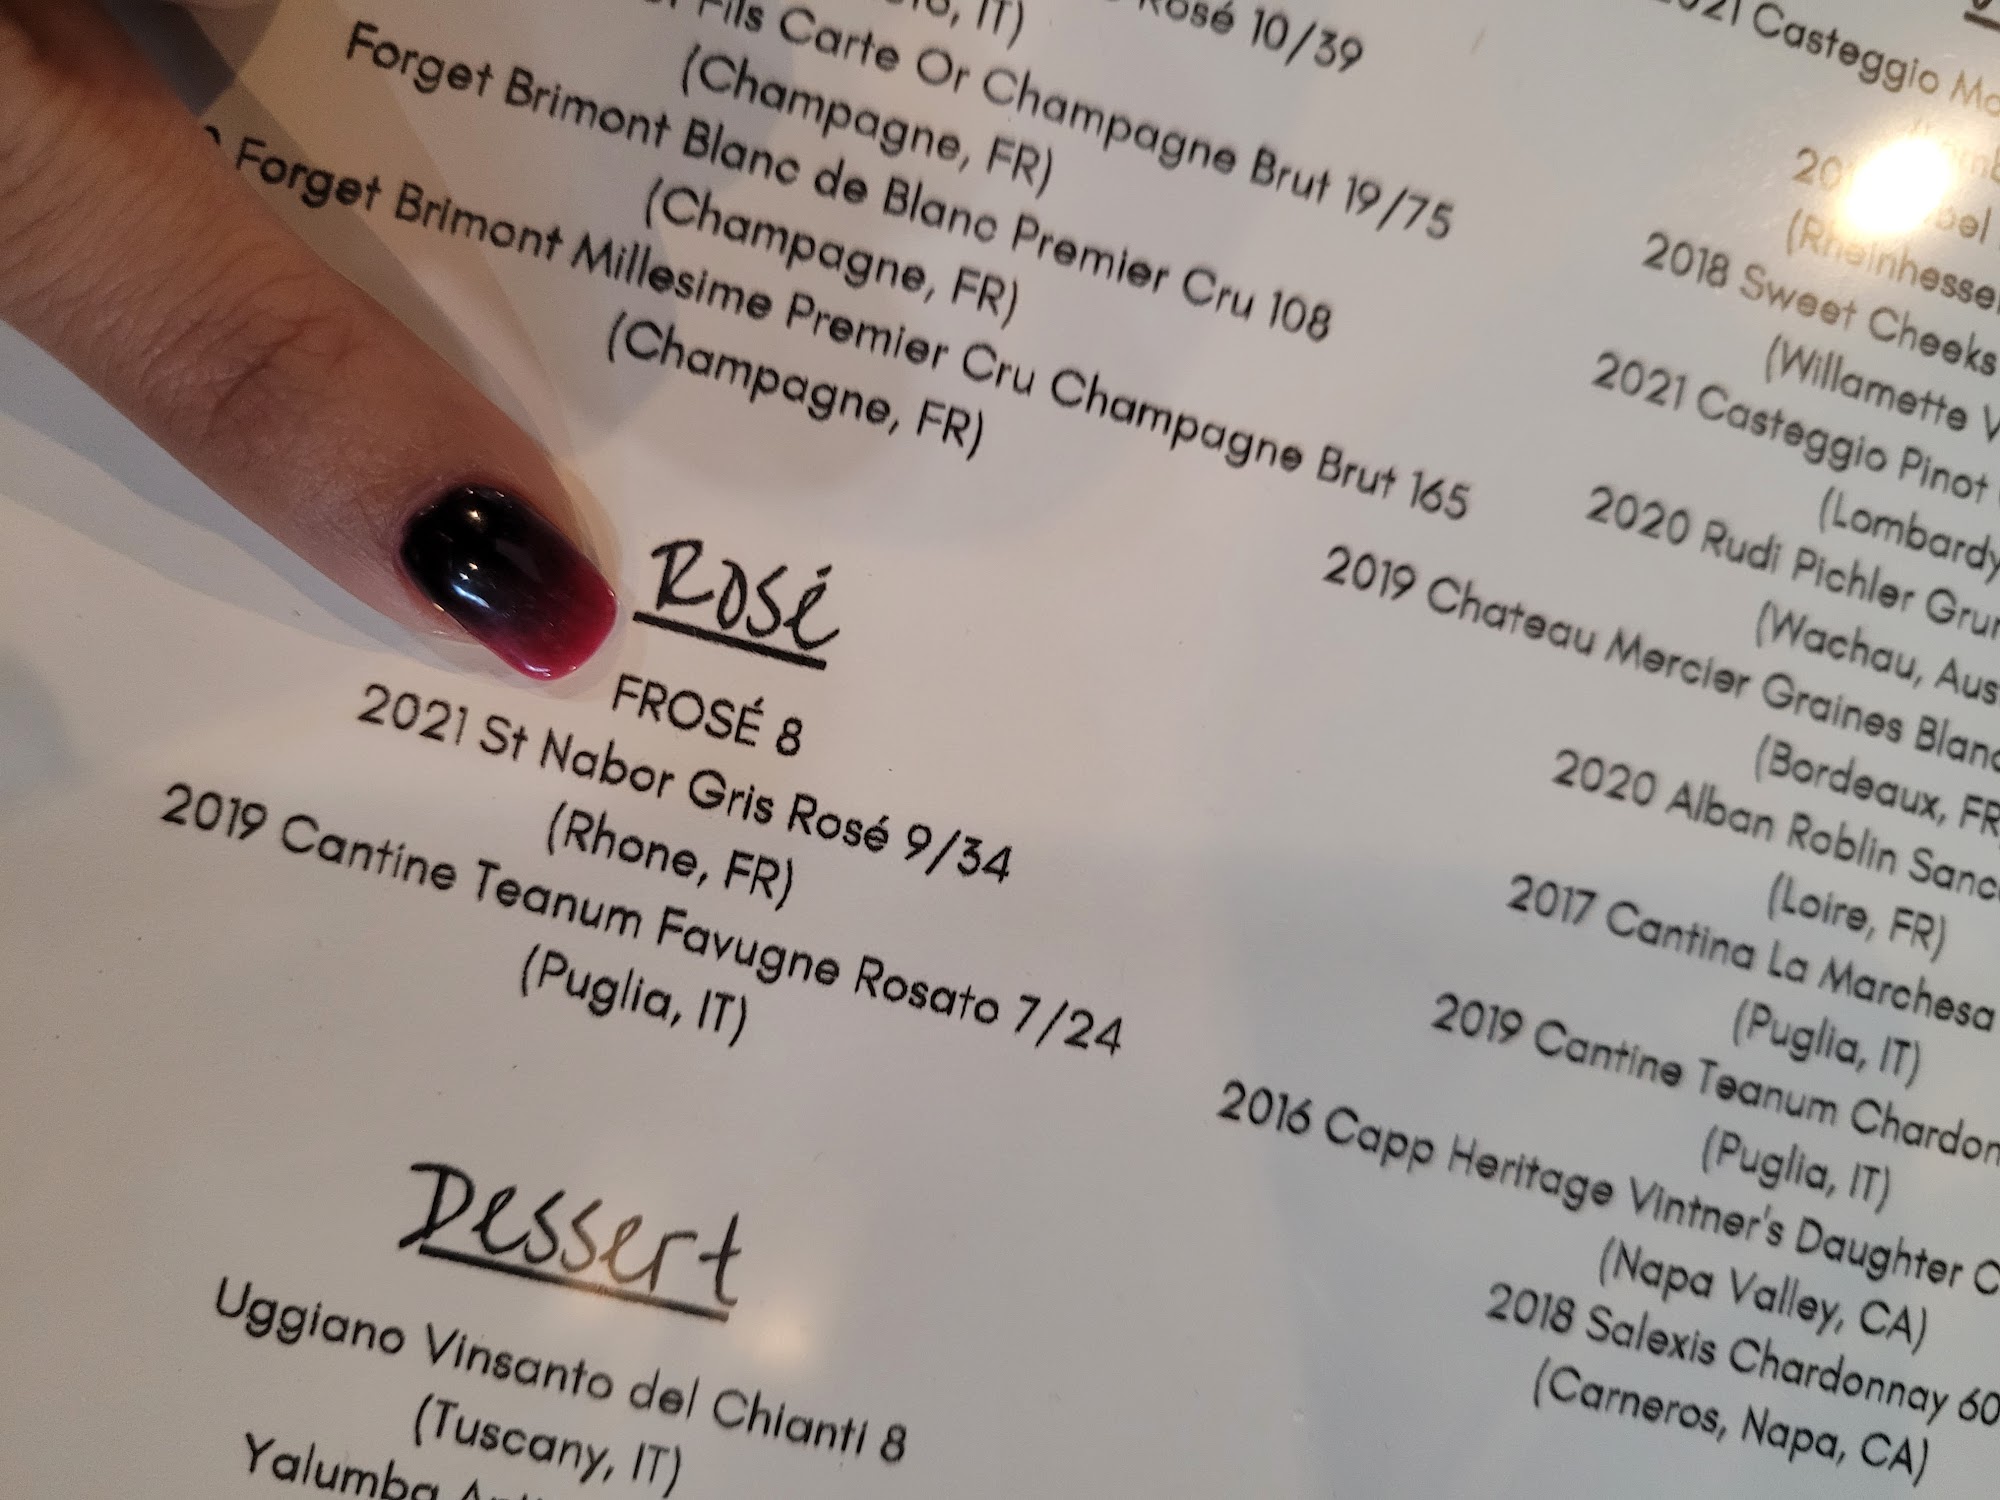 Rosé 10/39
IT)
Fils Carte Or Champagne Brut 19/75
(Champagne, FR)
Forget Brimont Blanc de Blanc Premier Cru 108
(Champagne, FR)
Forget Brimont Millesime Premier Cru Champagne Brut 165
(Champagne, FR)
Rosé
FROSÉ 8
2021 St Nabor Gris Rosé 9/34
(Rhone, FR)
2019 Cantine Teanum Favugne Rosato 7/24
(Puglia, IT)
Dessert
Uggiano Vinsanto del Chianti 8
(Tuscany, IT)
Yalumba
Casteggio
2018 Sweet Cheeks
(Willamette
2021 Casteggio Pinot
(Lombardy
2020 Rudi Pichler
(Wachau,
2019 Chateau Mercier Graines
(Bordeaux, FR
2020 Alban Roblin
(Loire, FR)
2017 Cantina La Marchesa
(Puglia, IT)
2019 Cantine Teanum
(Puglia, IT)
2016 Capp Heritage Vintner's Daughter
(Napa Valley, CA)
2018 Salexis Chardonnay 60
(Carneros, Napa, CA)